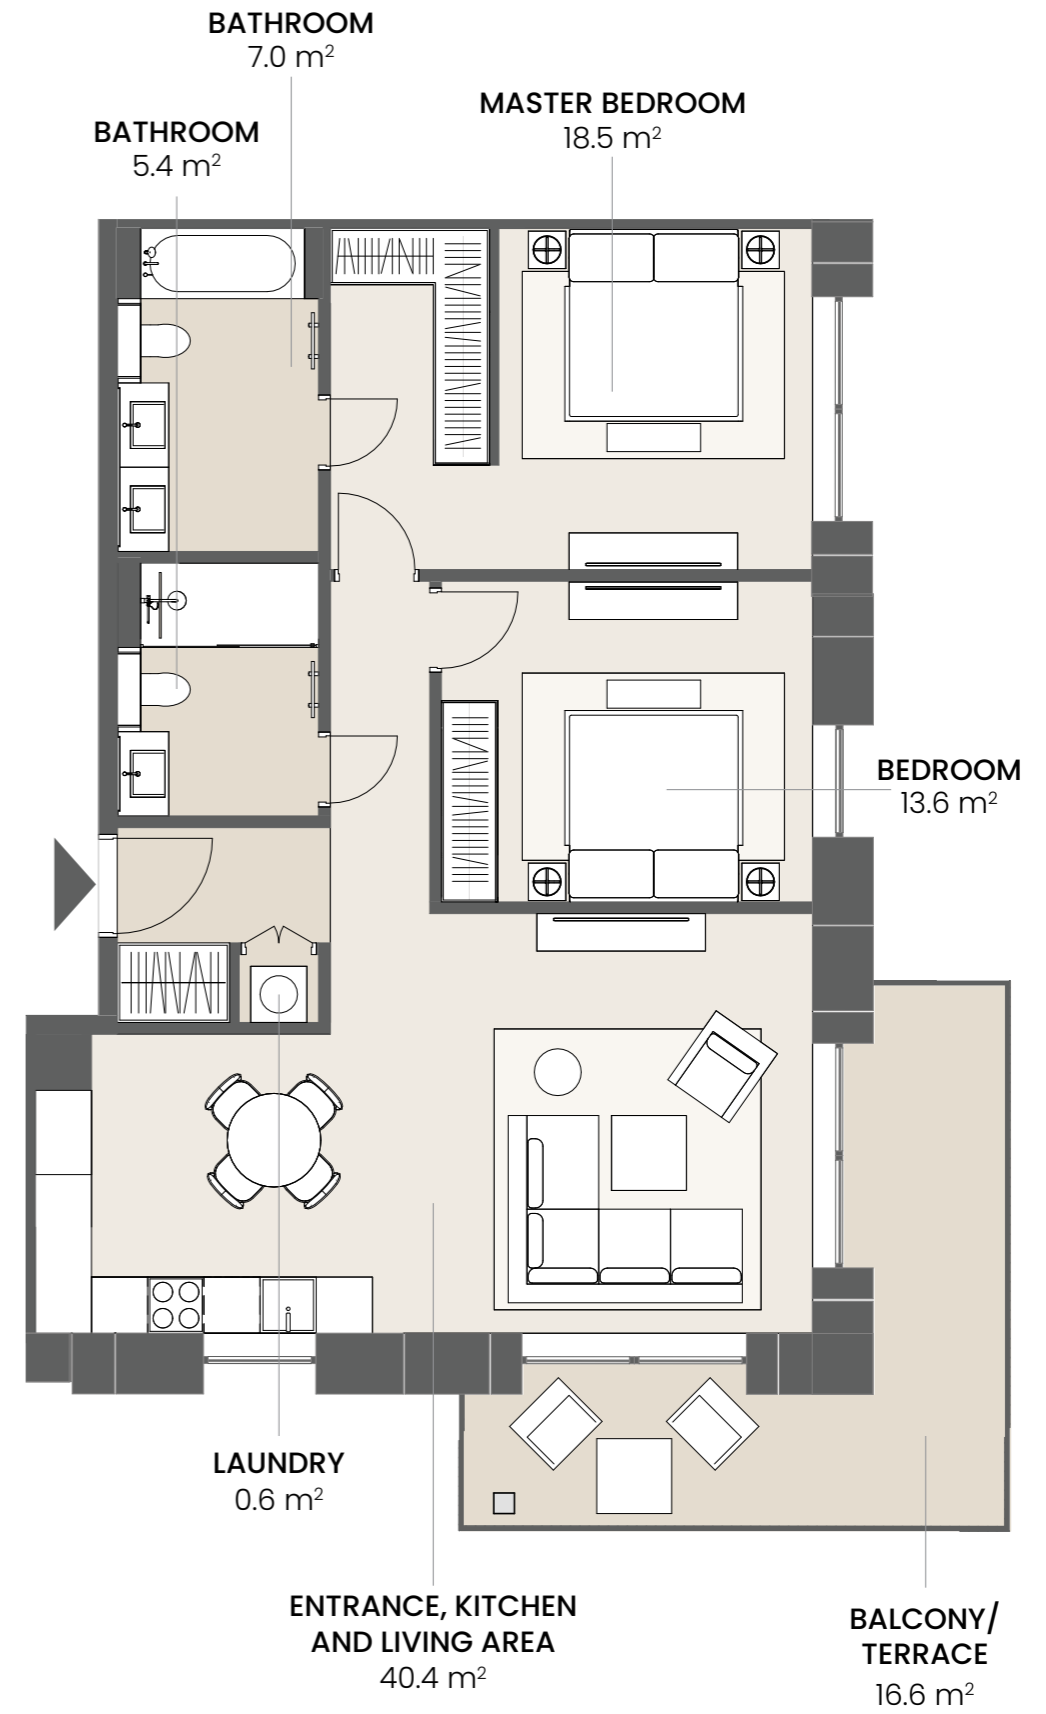 BATHROOM
7.0 m²
BATHROOM
5.4 m²
MASTER BEDROOM
18.5 m²
BEDROOM
13.6 m²
LAUNDRY
0.6 m²
ENTRANCE, KITCHEN
AND LIVING AREA
40.4 m²
BALCONY/
TERRACE
16.6 m²